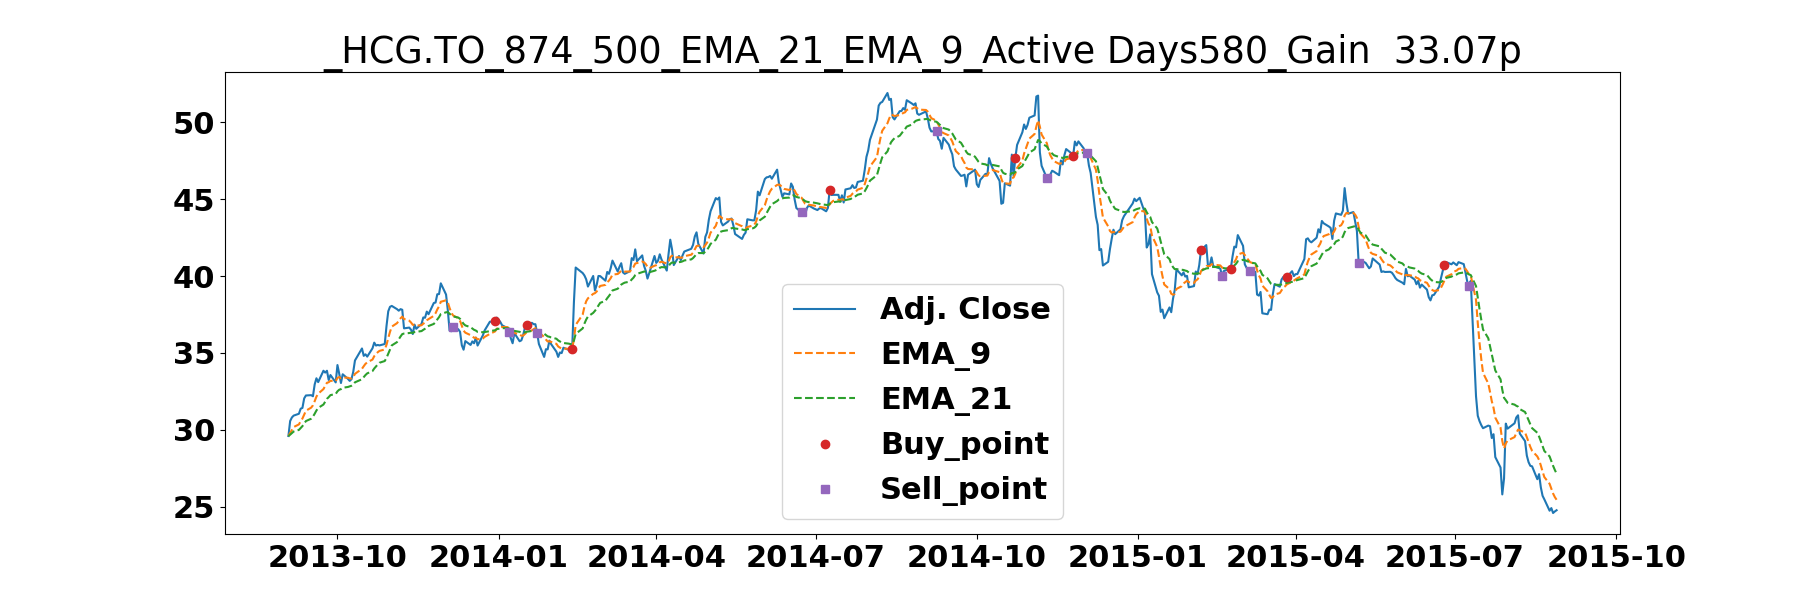 _HCG.TO_874_500_EMA_21_EMA_9_Active Days580_Gain  33.07p
50
45
40
35
30
25
Adj. Close
EMA_9
EMA_21
Buy_point
Sell_point
2013-10 2014-01 2014-04 2014-07 2014-10 2015-01 2015-04 2015-07 2015-10